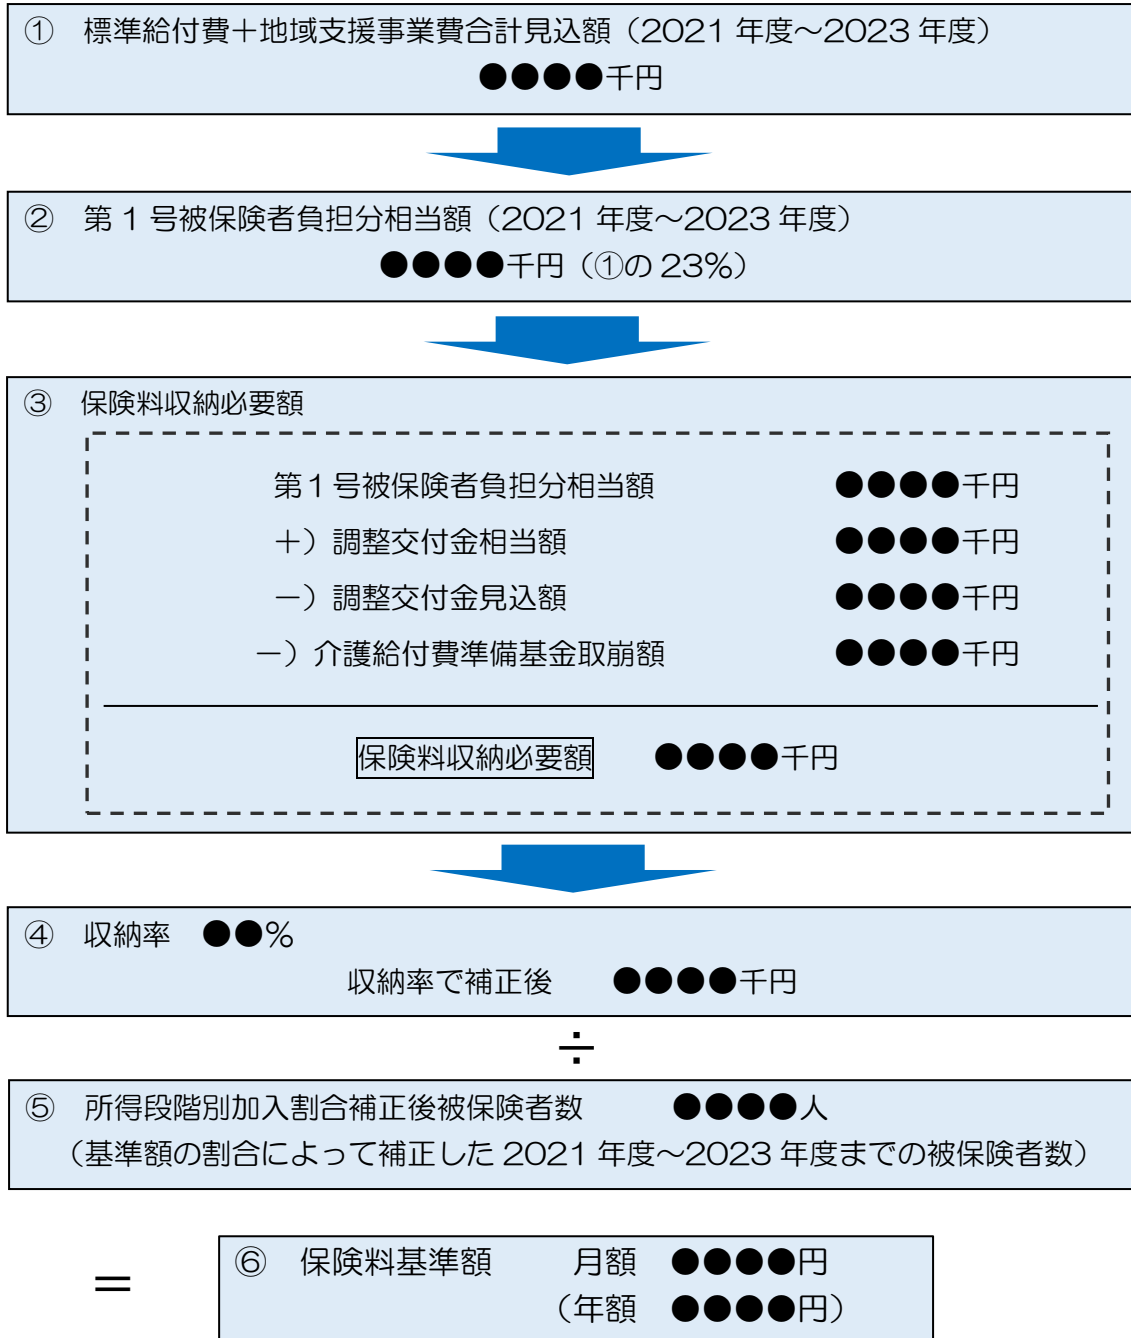 ① 標準給付費＋地域支援事業費合計見込額（2021 年度～2023 年度）
●●●●千円
② 第 1 号被保険者負担分相当額（2021 年度～2023 年度）
●●●●千円（①の 23％）
③ 保険料収納必要額
第 1 号被保険者負担分相当額 ●●●●千円
＋）調整交付金相当額 ●●●●千円
－）調整交付金見込額 ●●●●千円
－）介護給付費準備基金取崩額 ●●●●千円
保険料収納必要額 ●●●●千円
④ 収納率 ●●％
収納率で補正後 ●●●●千円
÷
⑤ 所得段階別加入割合補正後被保険者数 ●●●●人
（基準額の割合によって補正した 2021 年度～2023 年度までの被保険者数）
＝ ⑥ 保険料基準額 月額 ●●●●円
（年額 ●●●●円）